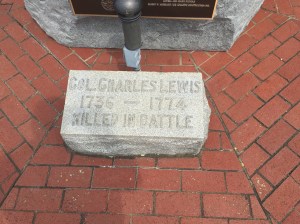 COL. CHARLES LEWIS
1736 — 1774
KILLED IN BATTLE